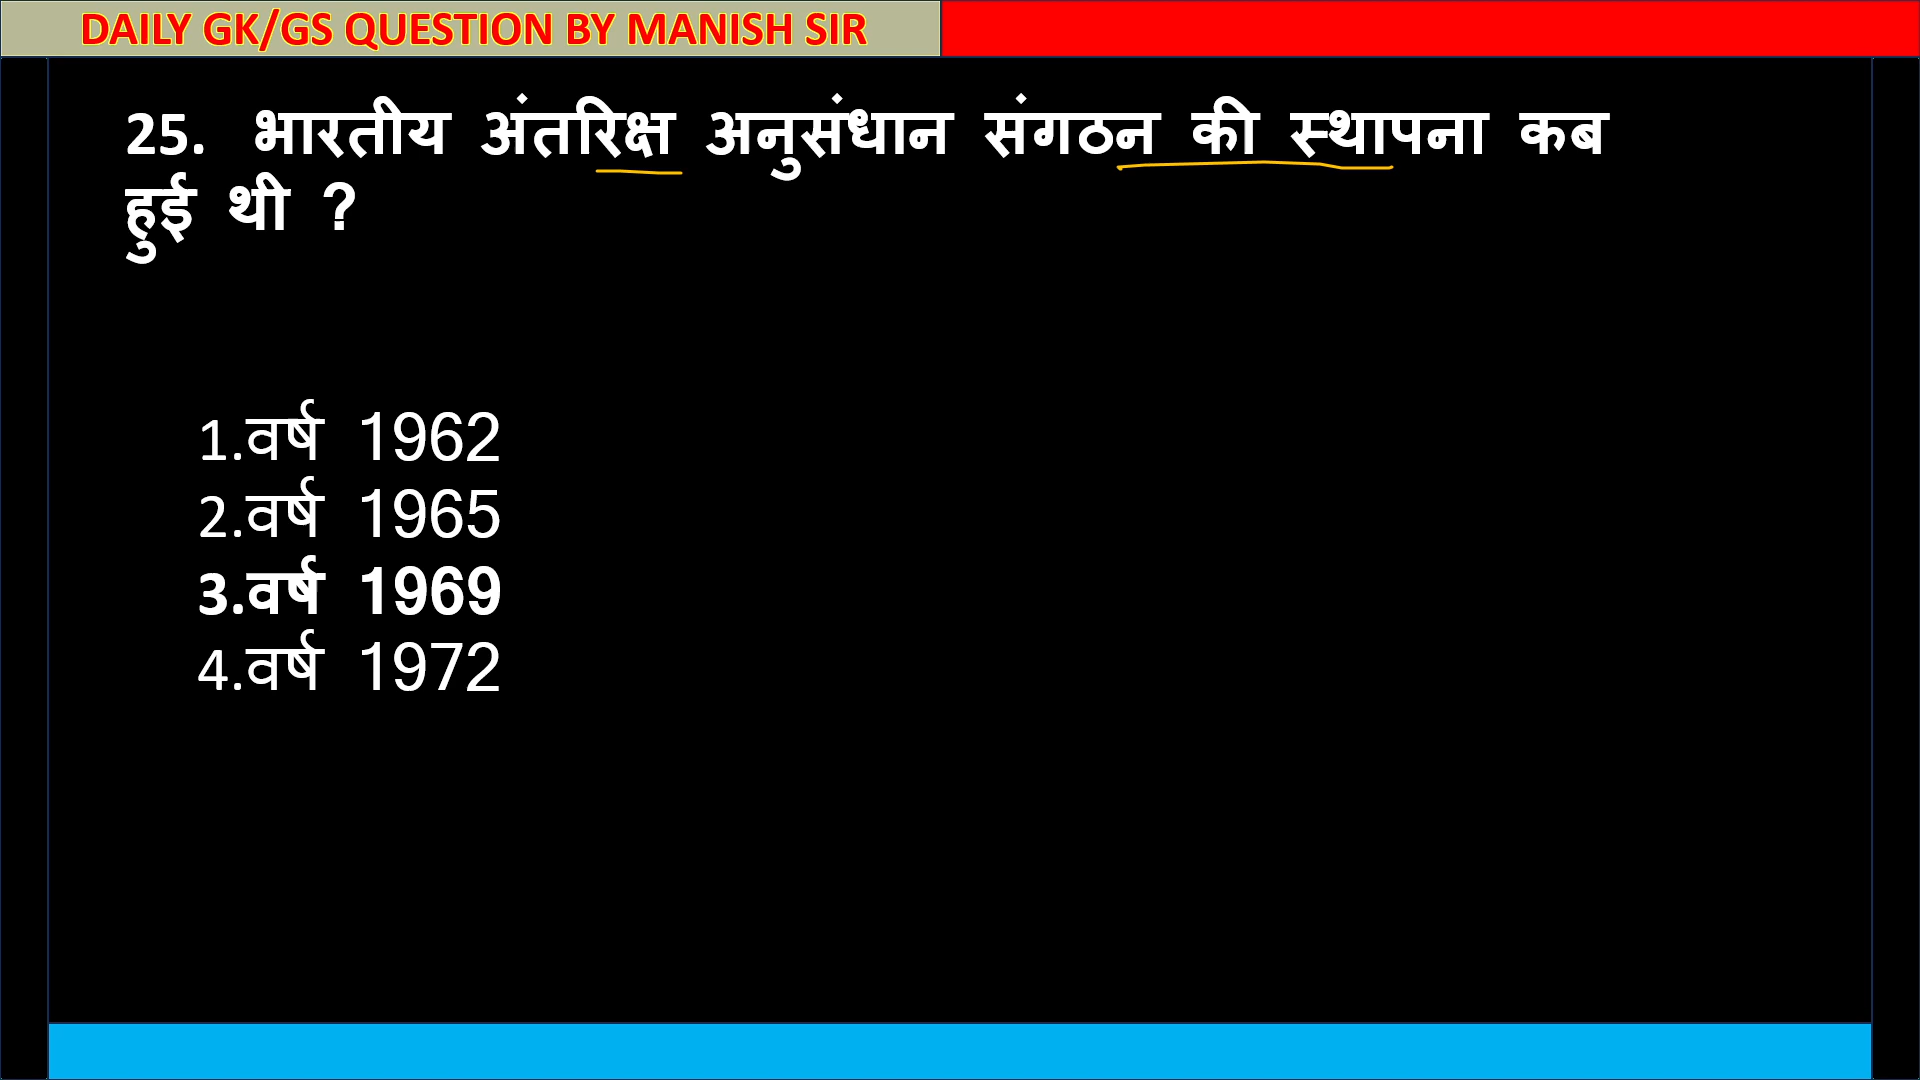 DAILY GK/GS QUESTION BY MANISH SIR
25. भारतीय अंतरिक्ष अनुसंधान संगठन की स्थापना कब
हुई थी ?
1.वर्ष 1962
2.वर्ष 1965
3.वर्ष 1969
4.वर्ष 1972